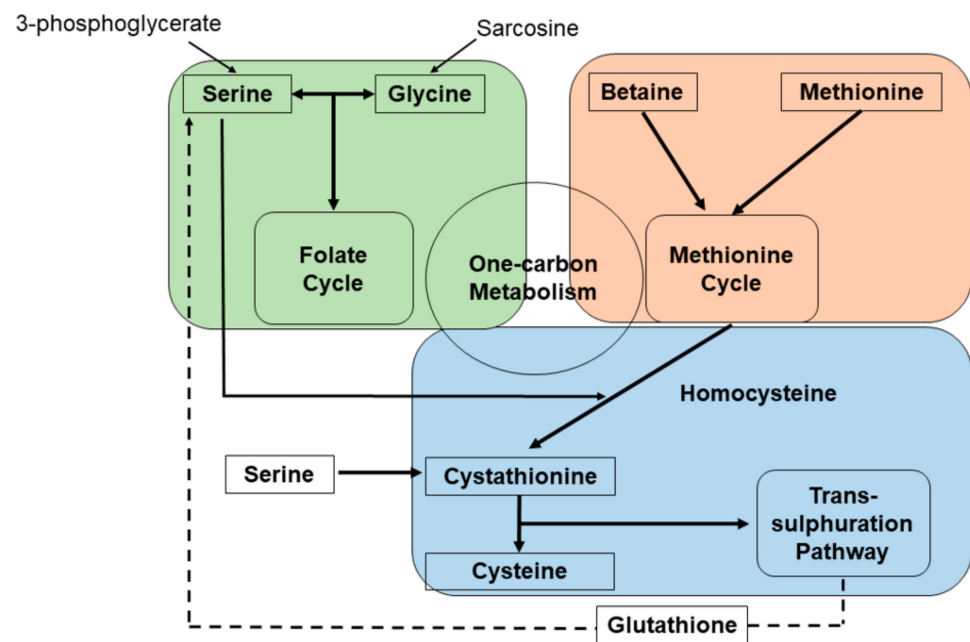 3-phosphoglycerate
Sarcosine
Serine
Glycine
Betaine
Methionine
Folate
Cycle
One-carbon
Metabolism
Methionine
Cycle
Homocysteine
Serine
Cystathionine
Trans-
sulphuration
Pathway
Cysteine
Glutathione